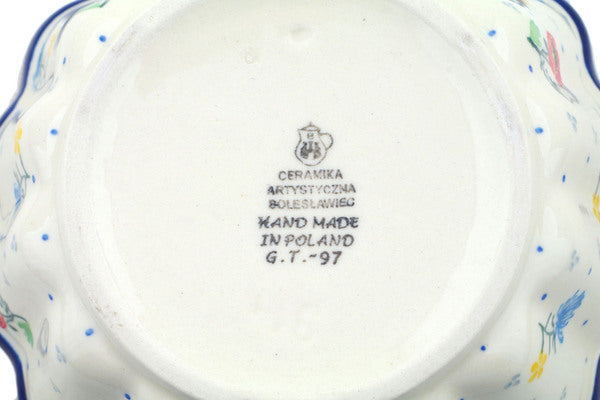 CERAMIKA
ARTYSTYCZNA
BOLESŁAWIEC
HAND MADE
IN POLAND
G.T.-97